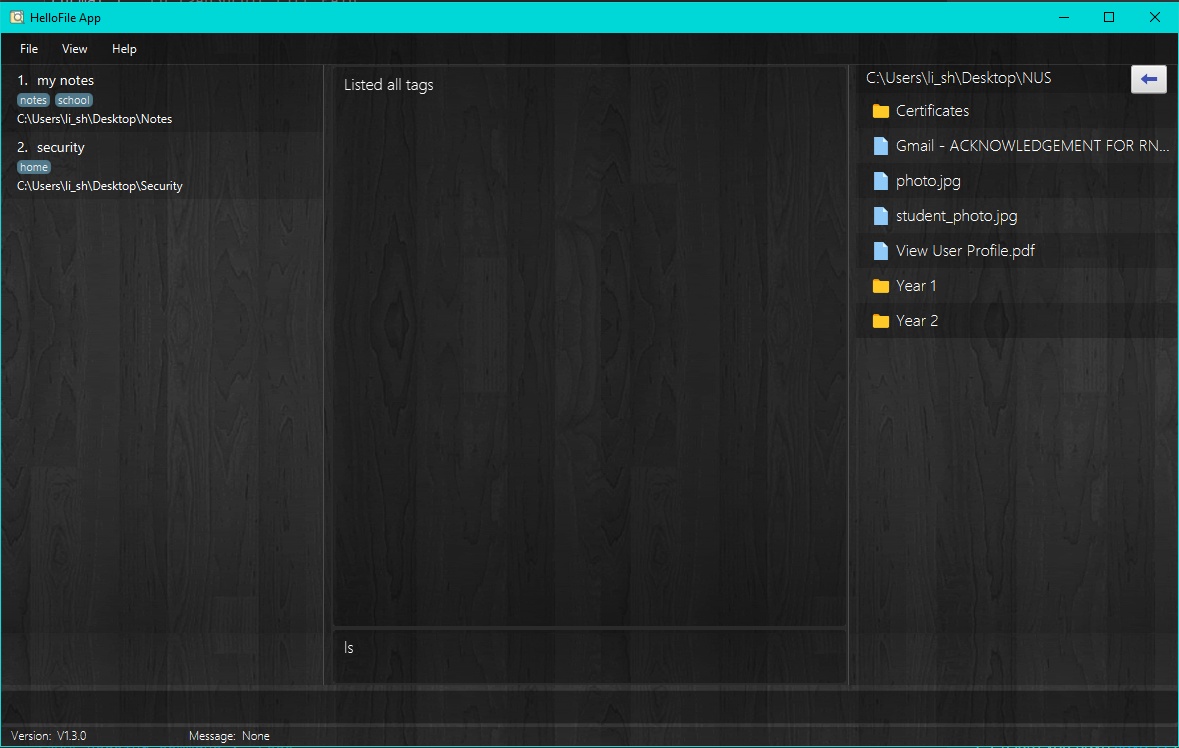 HelloFile App
File View Help
1. my notes
notes school
C:\Users\li_sh\Desktop\Notes
2. security
home
C:\Users\li_sh\Desktop\Security
Listed all tags
ls
C:\Users\li_sh\Desktop\NUS
Certificates
Gmail - ACKNOWLEDGEMENT FOR RN...
photo.jpg
student_photo.jpg
View User Profile.pdf
Year 1
Year 2
Version: V1.3.0 Message: None